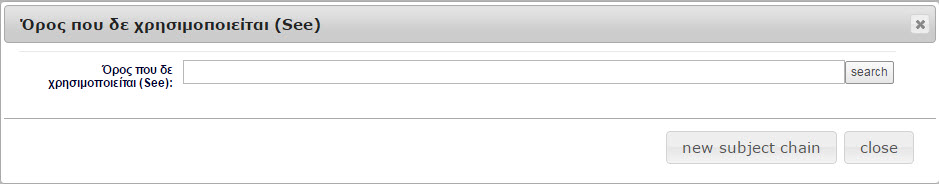 Όρος που δε χρησιμοποιείται (See)
Όρος που δε
χρησιμοποιείται (See):
search
new subject chain
close